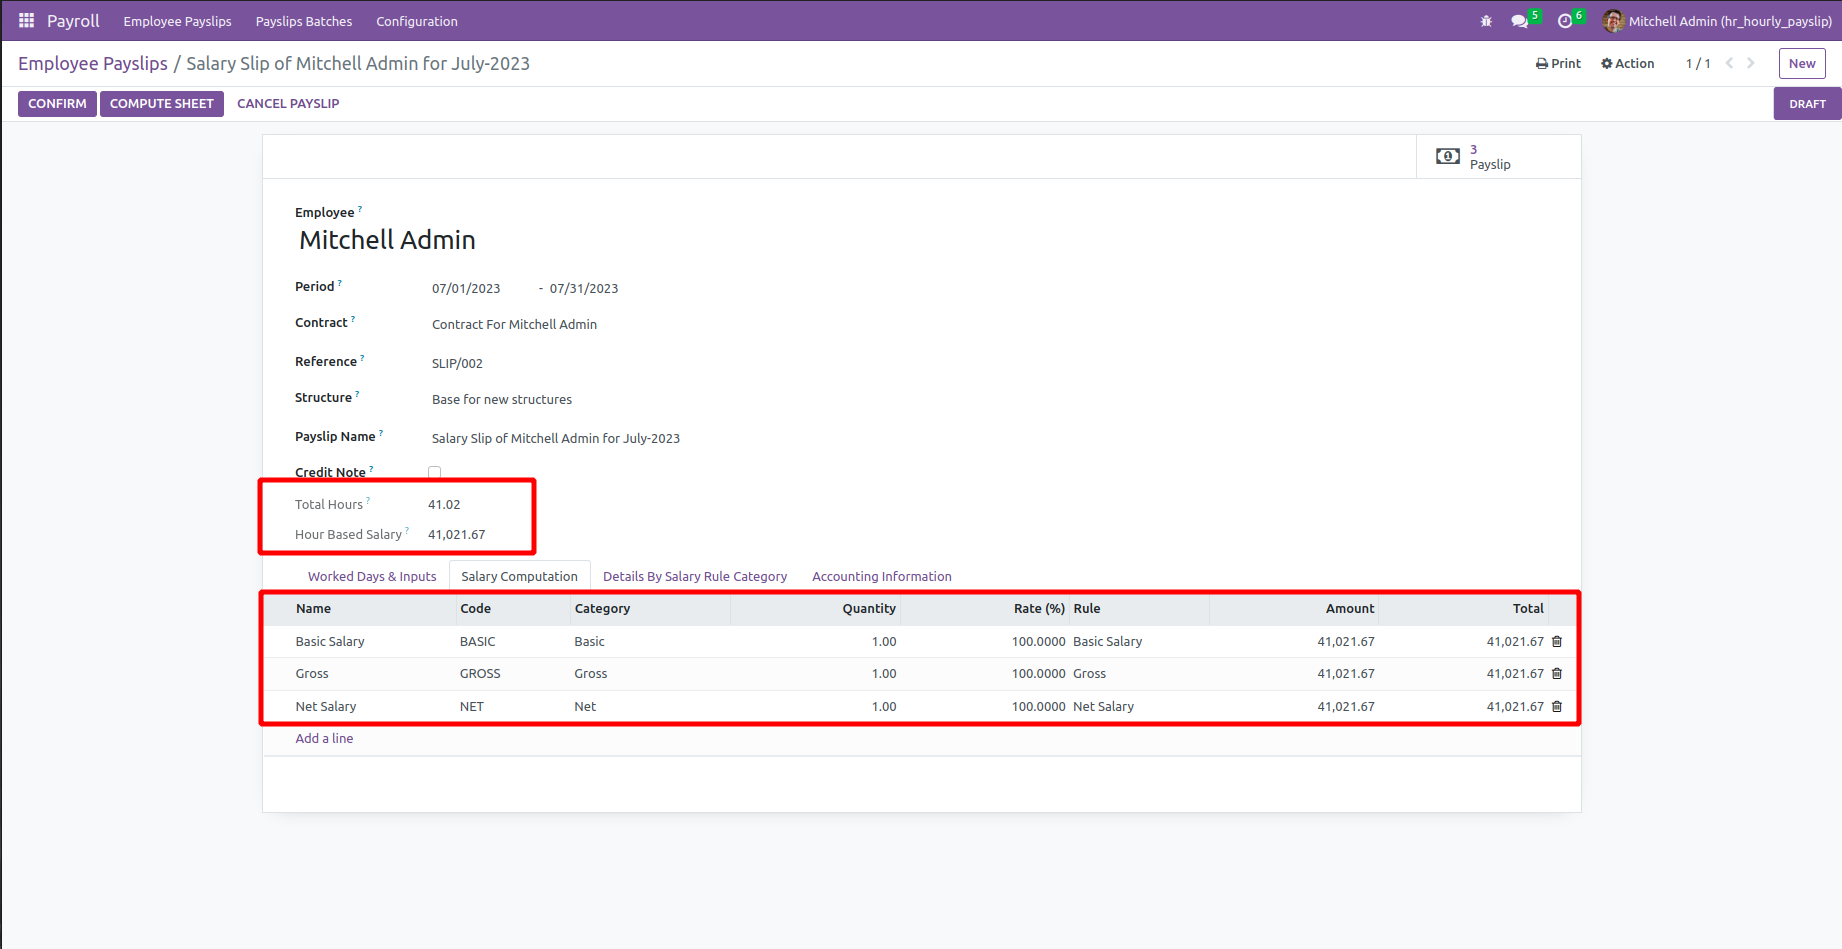 Payroll Employee Payslips Payslips Batches Configuration 5 6 Mitchell Admin (hr_hourly_payslip)
Employee Payslips / Salary Slip of Mitchell Admin for July-2023 Print Action 1 / 1 New
CONFIRM COMPUTE SHEET CANCEL PAYSLIP DRAFT
3
Payslip
Employee ?
Mitchell Admin
Period ? 07/01/2023 - 07/31/2023
Contract ? Contract For Mitchell Admin
Reference ? SLIP/002
Structure ? Base for new structures
Payslip Name ? Salary Slip of Mitchell Admin for July-2023
Credit Note ?
Total Hours ? 41.02
Hour Based Salary ? 41,021.67
Worked Days & Inputs Salary Computation Details By Salary Rule Category Accounting Information
Name Code Category Quantity Rate (%) Rule Amount Total
Basic Salary BASIC Basic 1.00 100.0000 Basic Salary 41,021.67 41,021.67
Gross GROSS Gross 1.00 100.0000 Gross 41,021.67 41,021.67
Net Salary NET Net 1.00 100.0000 Net Salary 41,021.67 41,021.67
Add a line